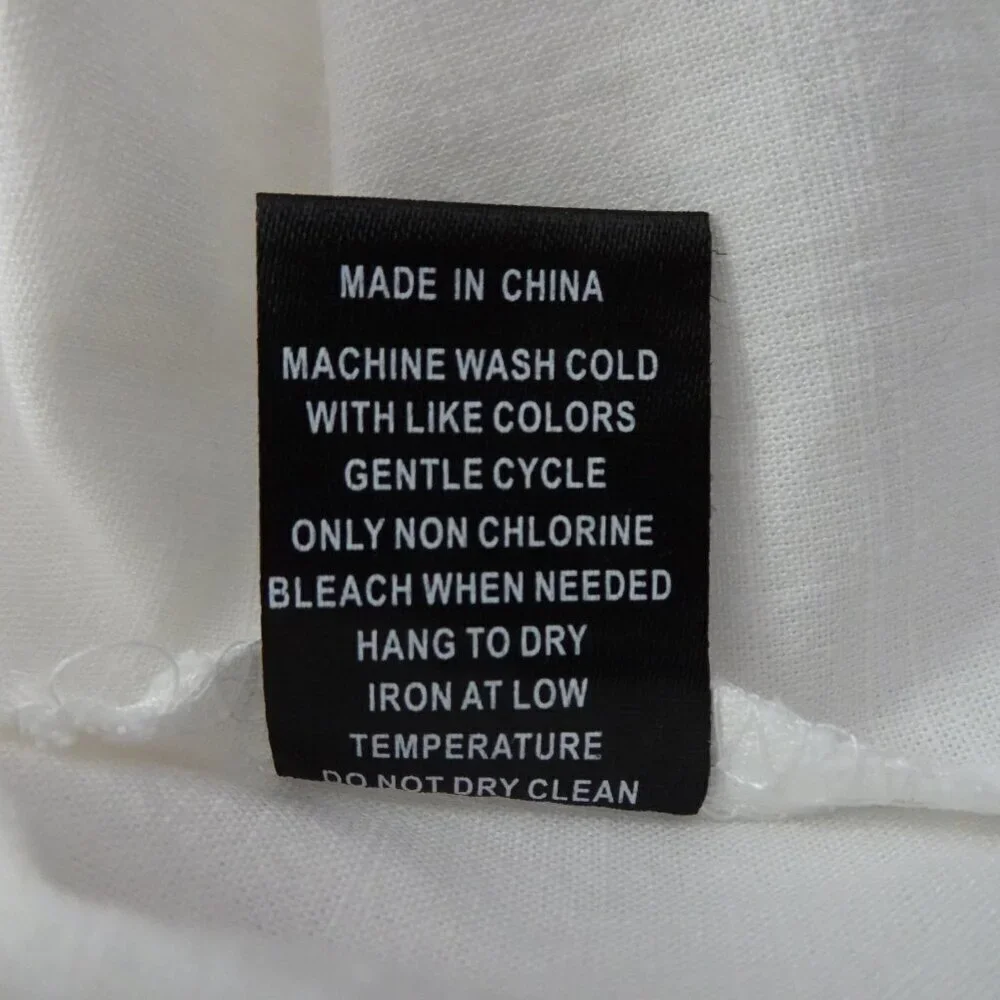 MADE IN CHINA
MACHINE WASH COLD
WITH LIKE COLORS
GENTLE CYCLE
ONLY NON CHLORINE
BLEACH WHEN NEEDED
HANG TO DRY
IRON AT LOW
TEMPERATURE
DO NOT DRY CLEAN